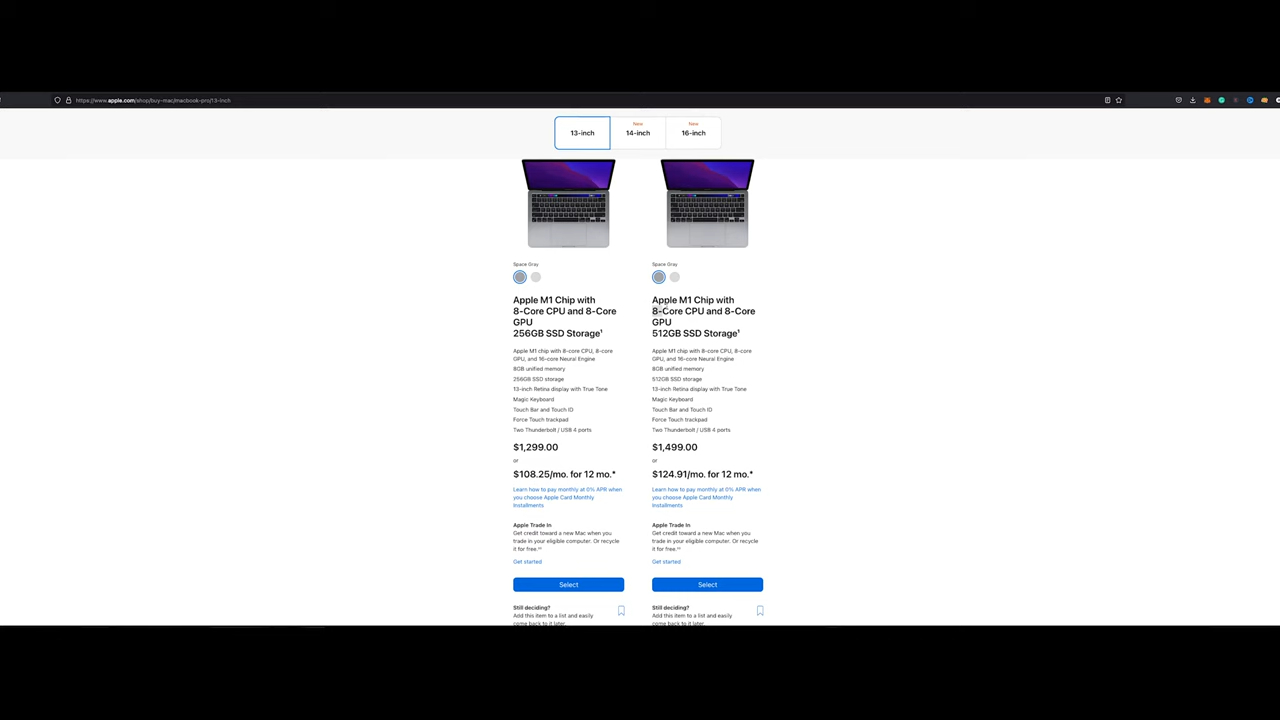 https://www.apple.com/shop/buy-mac/macbook-pro/13-inch
13-inch
New
14-inch
New
16-inch
Space Gray
Apple M1 Chip with
8-Core CPU and 8-Core
GPU
256GB SSD Storage¹
Apple M1 chip with 8-core CPU, 8-core
GPU, and 16-core Neural Engine
8GB unified memory
256GB SSD storage
13-inch Retina display with True Tone
Magic Keyboard
Touch Bar and Touch ID
Force Touch trackpad
Two Thunderbolt / USB 4 ports
$1,299.00
or
$108.25/mo. for 12 mo.*
Learn how to pay monthly at 0% APR when
you choose Apple Card Monthly
Installments
Apple Trade In
Get credit toward a new Mac when you
trade in your eligible computer. Or recycle
it for free.**
Get started
Select
Still deciding?
Add this item to a list and easily
come back to it later.
Space Gray
Apple M1 Chip with
8-Core CPU and 8-Core
GPU
512GB SSD Storage¹
Apple M1 chip with 8-core CPU, 8-core
GPU, and 16-core Neural Engine
8GB unified memory
512GB SSD storage
13-inch Retina display with True Tone
Magic Keyboard
Touch Bar and Touch ID
Force Touch trackpad
Two Thunderbolt / USB 4 ports
$1,499.00
or
$124.91/mo. for 12 mo.*
Learn how to pay monthly at 0% APR when
you choose Apple Card Monthly
Installments
Apple Trade In
Get credit toward a new Mac when you
trade in your eligible computer. Or recycle
it for free.**
Get started
Select
Still deciding?
Add this item to a list and easily
come back to it later.